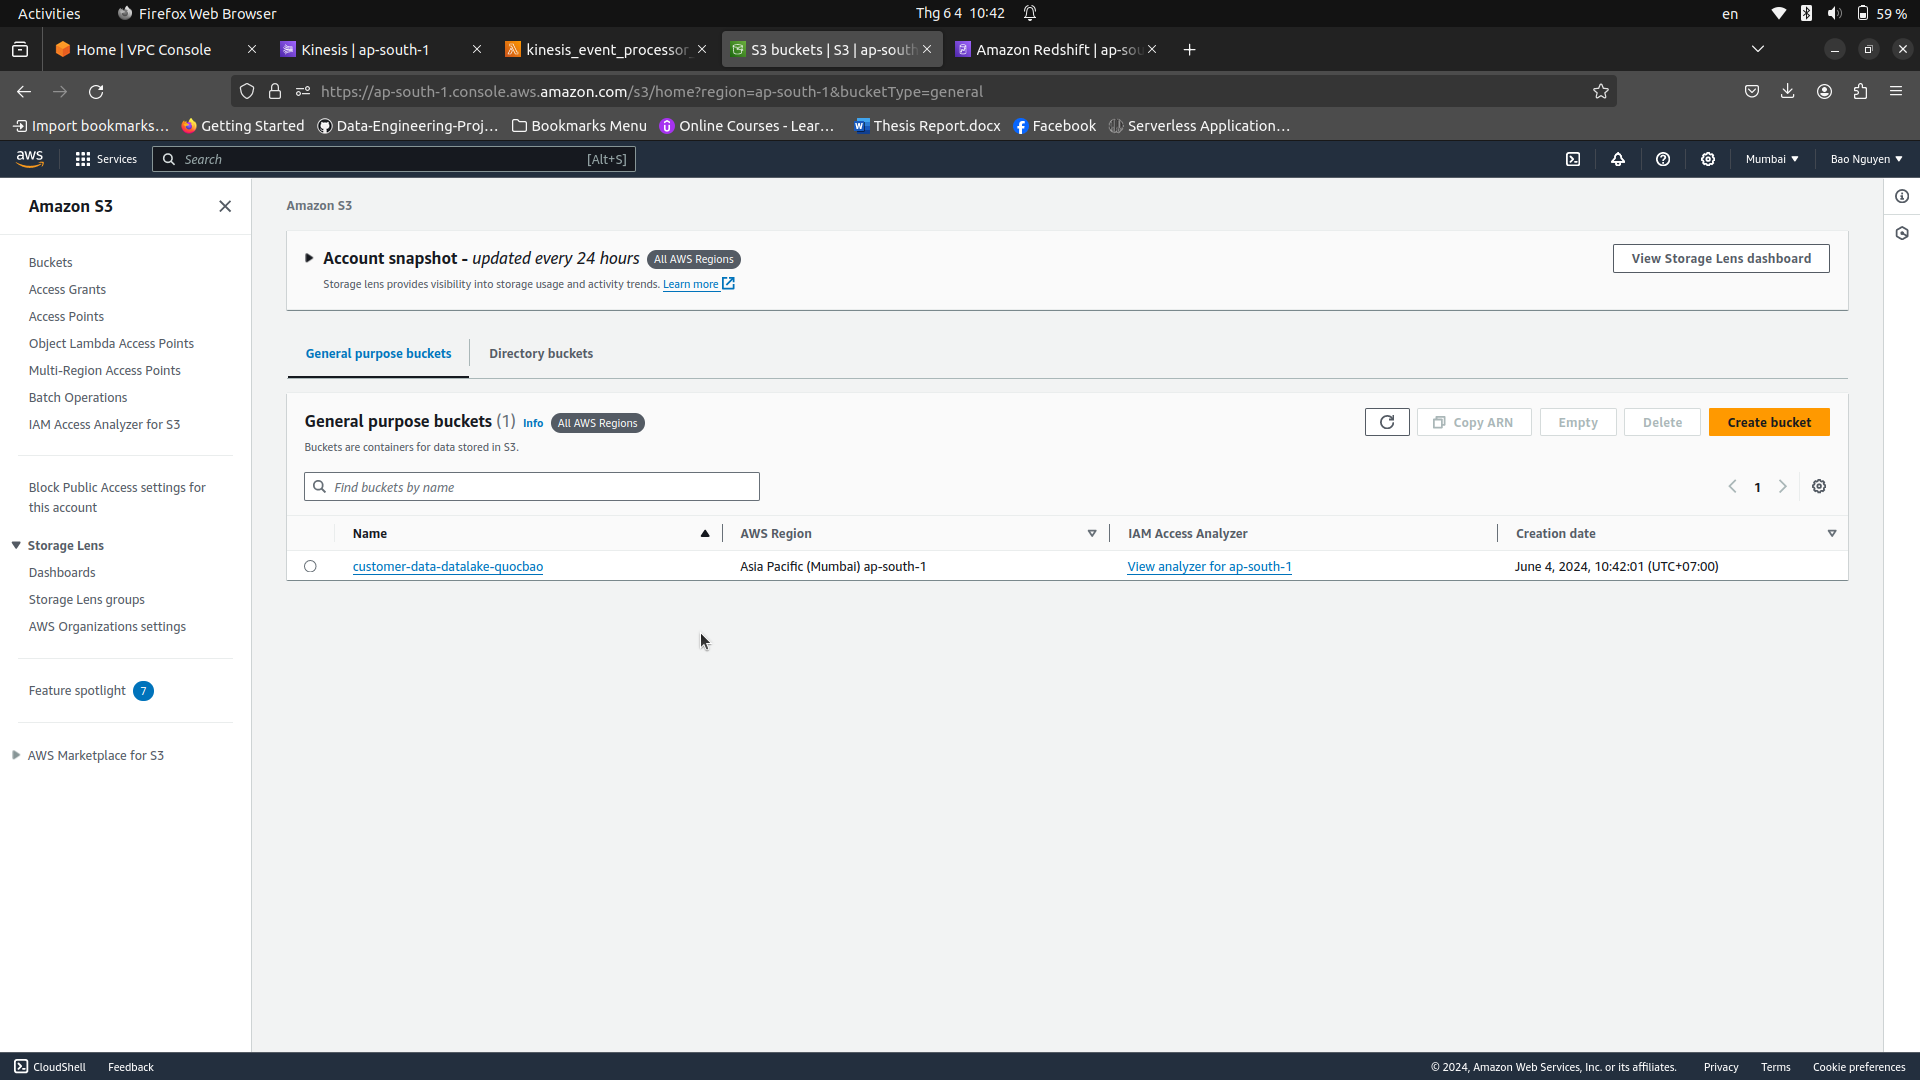 Activities
Firefox Web Browser
Thg 6 4 10:42
en
59 %
Home | VPC Console
Kinesis | ap-south-1
kinesis_event_processor
S3 buckets | S3 | ap-south
Amazon Redshift | ap-sou
https://ap-south-1.console.aws.amazon.com/s3/home?region=ap-south-1&bucketType=general
Import bookmarks...
Getting Started
Data-Engineering-Proj...
Bookmarks Menu
Online Courses - Lear...
Thesis Report.docx
Facebook
Serverless Application...
aws
Services
Search
[Alt+S]
Mumbai
Bao Nguyen
Amazon S3
Buckets
Access Grants
Access Points
Object Lambda Access Points
Multi-Region Access Points
Batch Operations
IAM Access Analyzer for S3
Block Public Access settings for
this account
Storage Lens
Dashboards
Storage Lens groups
AWS Organizations settings
Feature spotlight 7
AWS Marketplace for S3
Amazon S3
Account snapshot - updated every 24 hours All AWS Regions
Storage lens provides visibility into storage usage and activity trends. Learn more
View Storage Lens dashboard
General purpose buckets
Directory buckets
General purpose buckets (1) Info All AWS Regions
Buckets are containers for data stored in S3.
Copy ARN
Empty
Delete
Create bucket
Find buckets by name
1
Name
AWS Region
IAM Access Analyzer
Creation date
customer-data-datalake-quocbao
Asia Pacific (Mumbai) ap-south-1
View analyzer for ap-south-1
June 4, 2024, 10:42:01 (UTC+07:00)
CloudShell
Feedback
© 2024, Amazon Web Services, Inc. or its affiliates.
Privacy
Terms
Cookie preferences